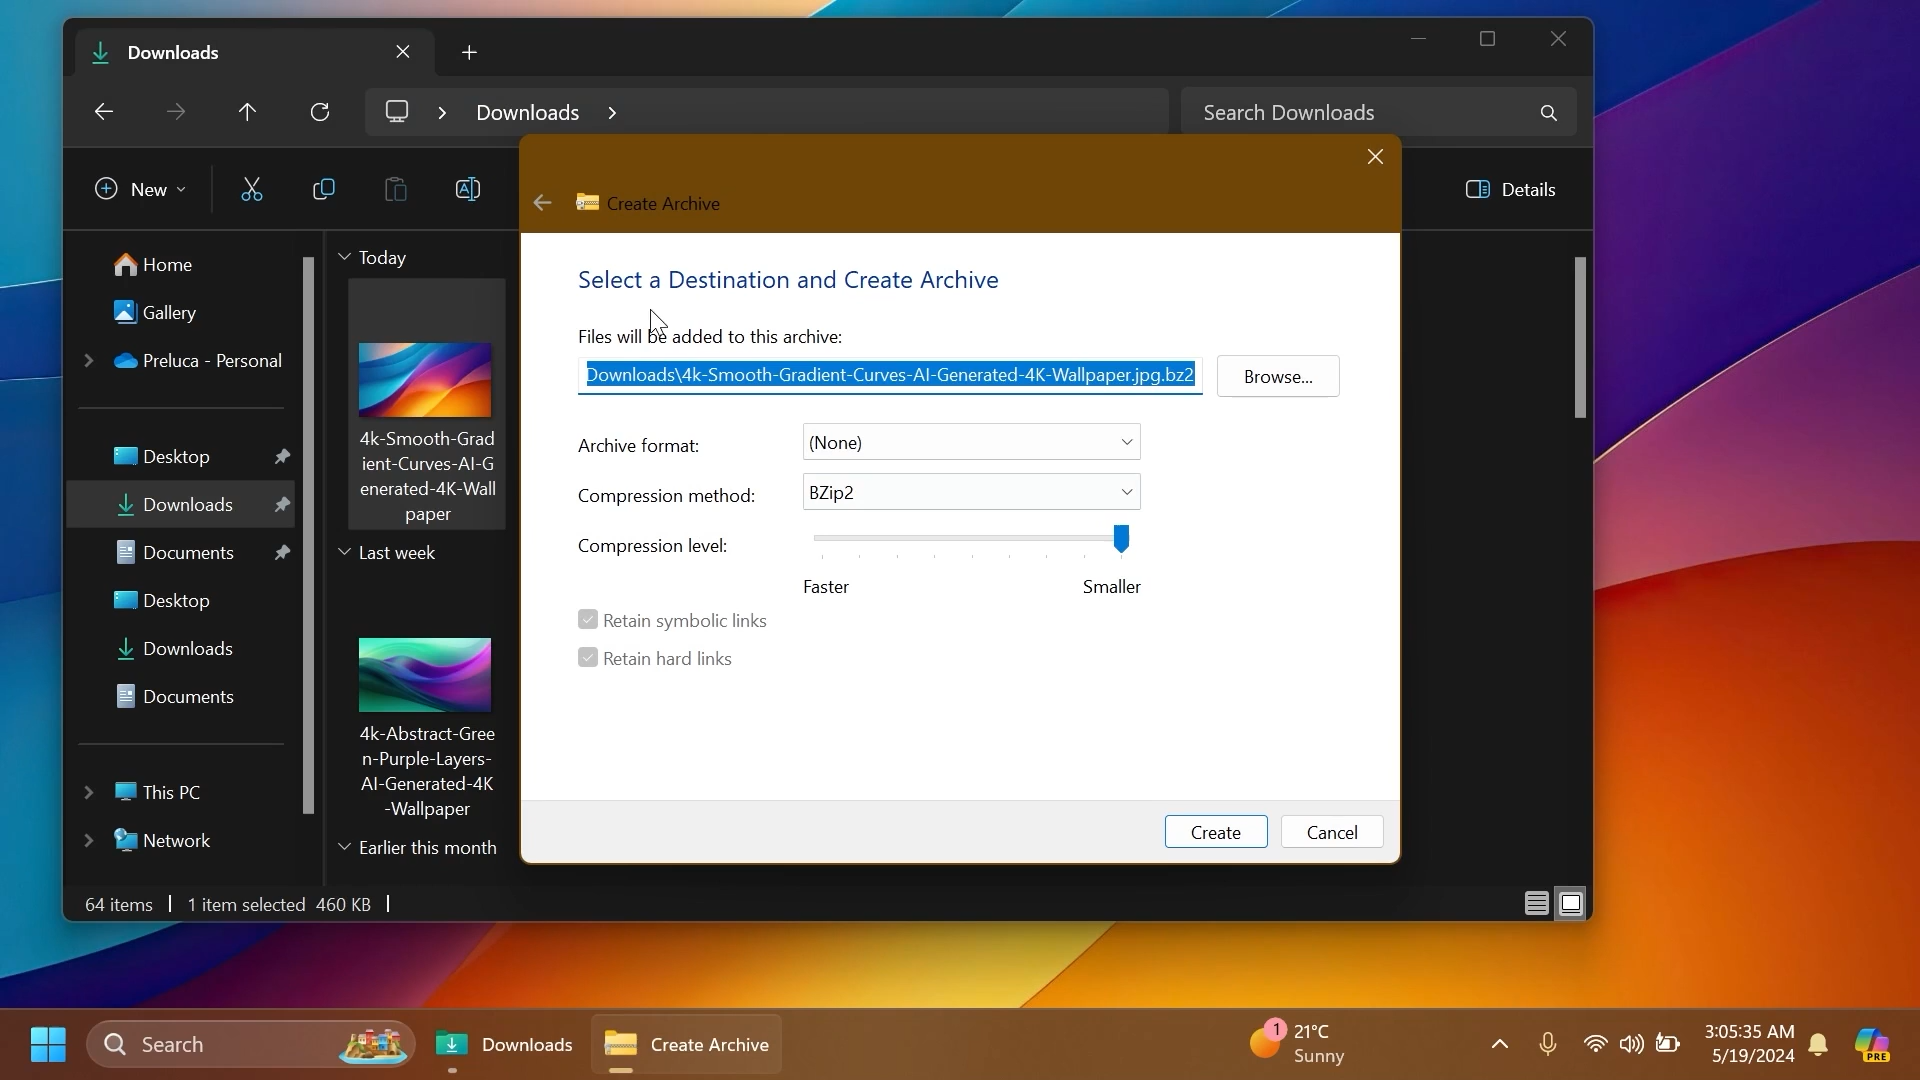 Downloads
Downloads
Search Downloads
New
Details
Create Archive
Home
Gallery
Preluca - Personal
Desktop
Downloads
Documents
Desktop
Downloads
Documents
This PC
Network
Today
4k-Smooth-Grad
ient-Curves-AI-G
enerated-4K-Wall
paper
Last week
4k-Abstract-Gree
n-Purple-Layers-
AI-Generated-4K
-Wallpaper
Earlier this month
Select a Destination and Create Archive
Files will be added to this archive:
Downloads\4k-Smooth-Gradient-Curves-AI-Generated-4K-Wallpaper.jpg.bz2
Browse...
Archive format:
(None)
Compression method:
BZip2
Compression level:
Faster
Smaller
Retain symbolic links
Retain hard links
Create
Cancel
64 items
1 item selected 460 KB
Search
Downloads
Create Archive
1
21°C
Sunny
3:05:35 AM
5/19/2024
PRE